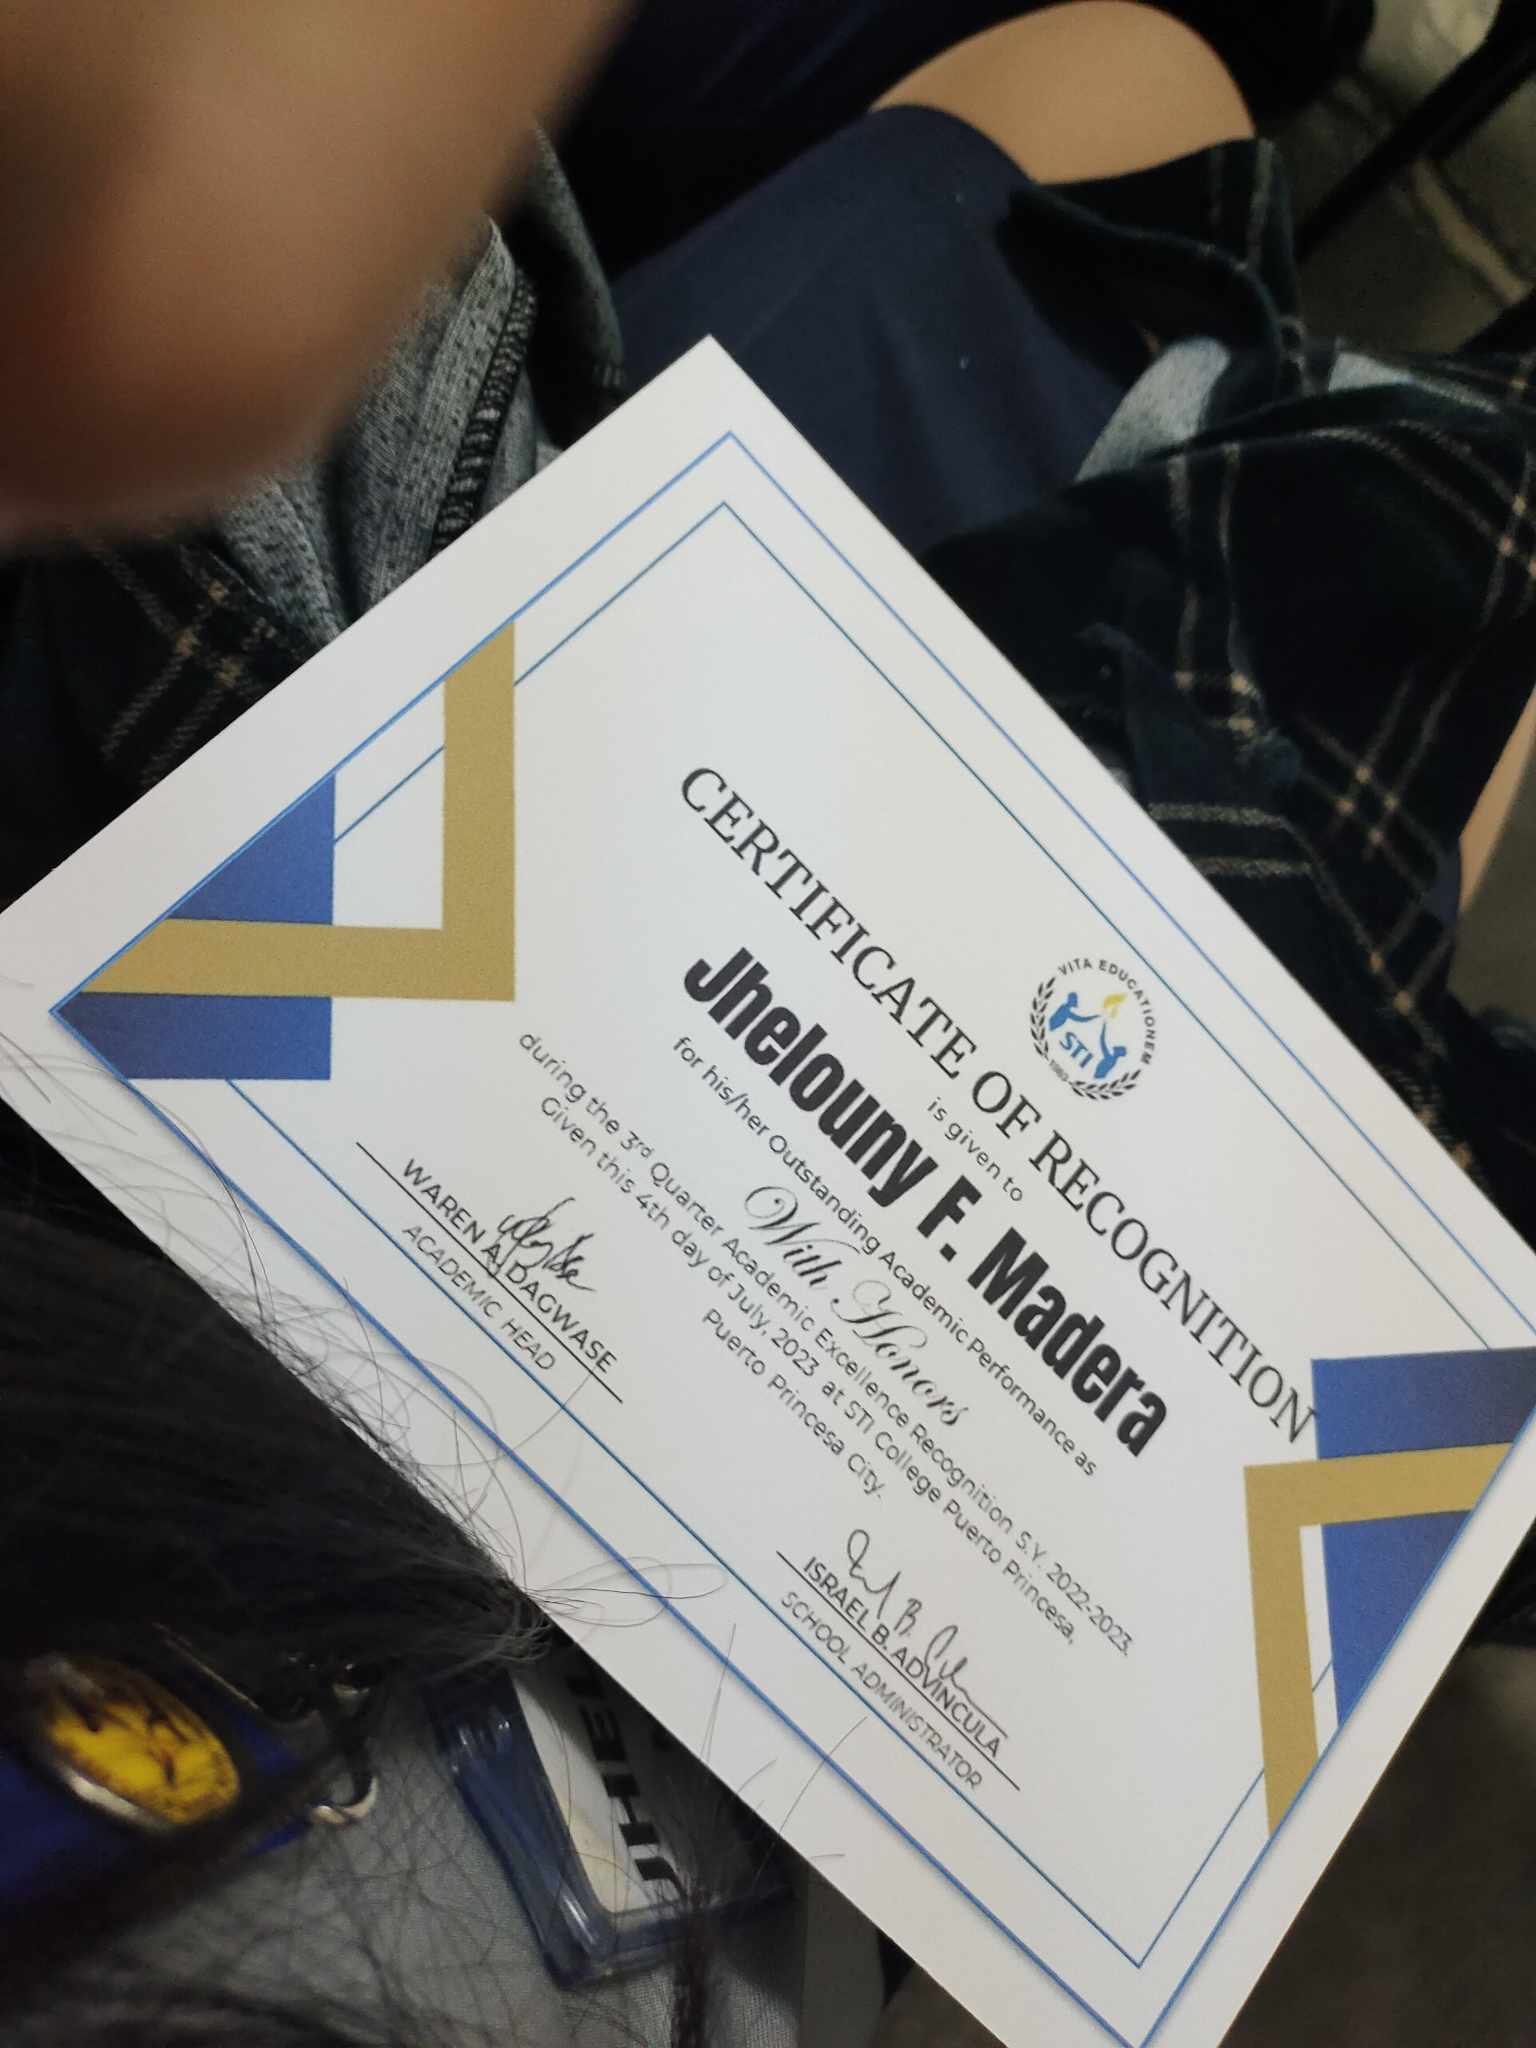 VITA EDUCATIONEM
STI
1983
CERTIFICATE OF RECOGNITION
is given to
Jhelouny F. Madera
for his/her Outstanding Academic Performance as
With Honors
during the 3rd Quarter Academic Excellence Recognition S.Y. 2022-2023.
Given this 4th day of July, 2023 at STI College Puerto Princesa,
Puerto Princesa City.
WAREN A. DAGWASE
ACADEMIC HEAD
ISRAEL B. ADVINCULA
SCHOOL ADMINISTRATOR
JHEL